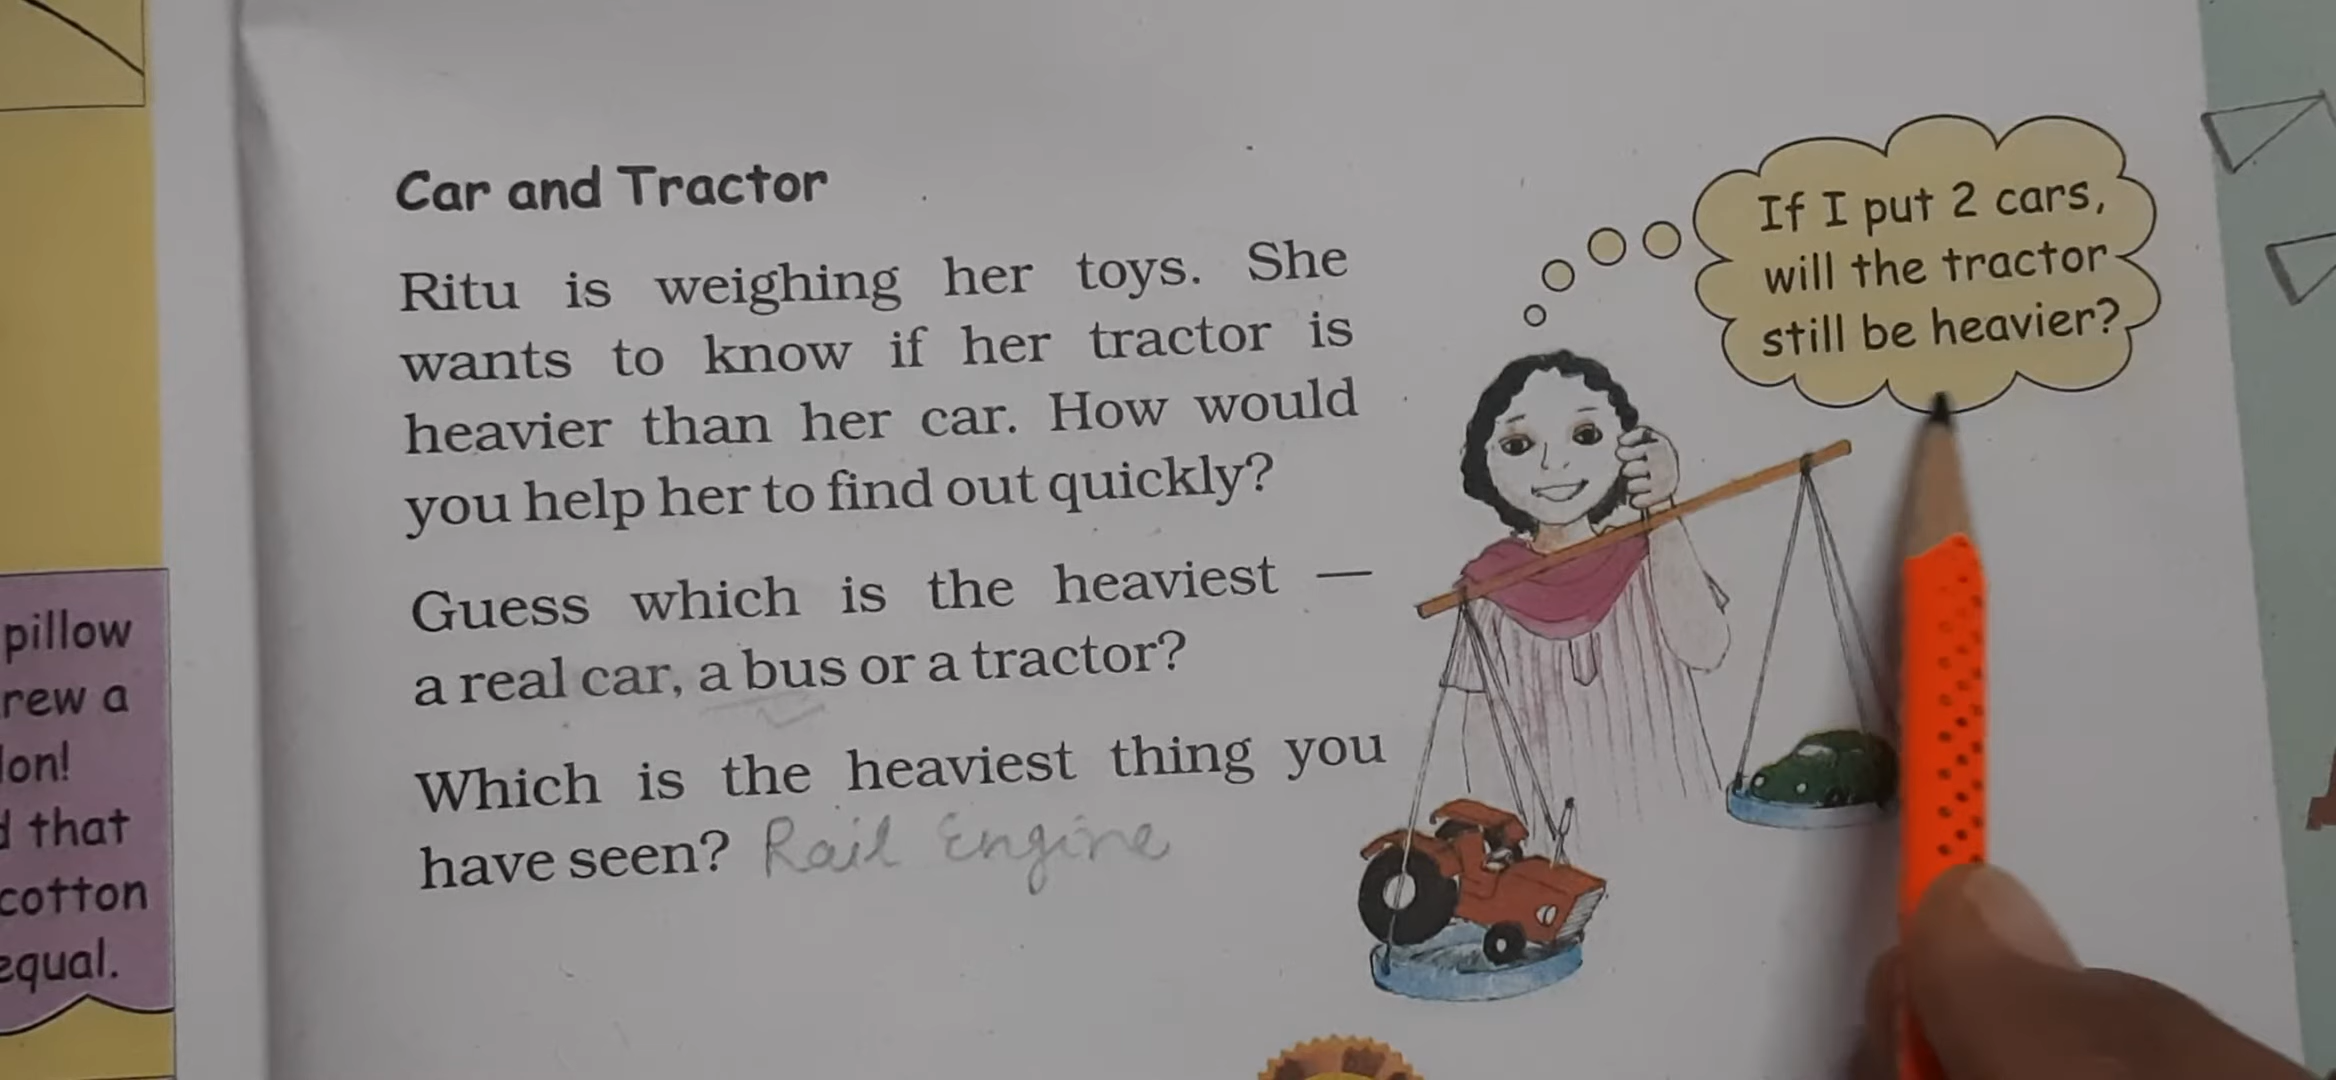 Car and Tractor
Ritu is weighing her toys. She
wants to know if her tractor is
heavier than her car. How would
you help her to find out quickly?
Guess which is the heaviest —
a real car, a bus or a tractor?
Which is the heaviest thing you
have seen? Rail Engine
If I put 2 cars,
will the tractor
still be heavier?
pillow
rew a
lon!
d that
cotton
equal.